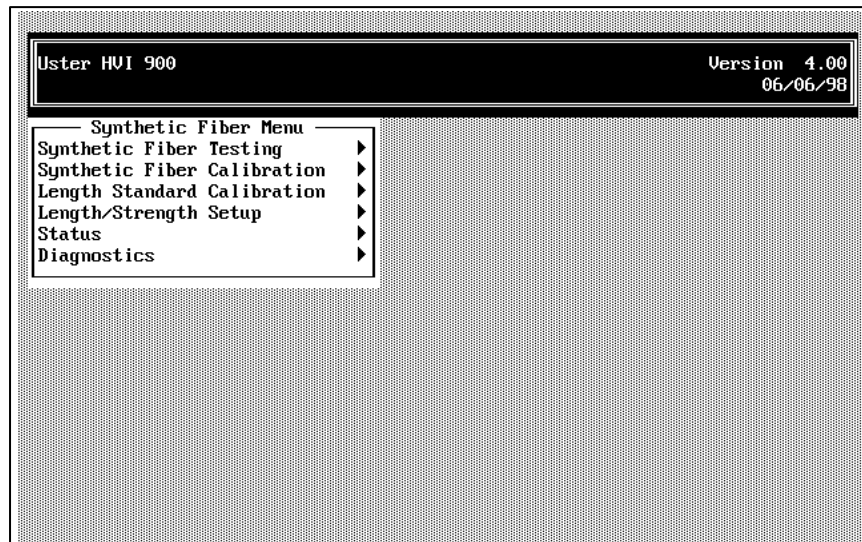 Uster HVI 900
Version 4.00
06/06/98
Synthetic Fiber Menu
Synthetic Fiber Testing
Synthetic Fiber Calibration
Length Standard Calibration
Length/Strength Setup
Status
Diagnostics